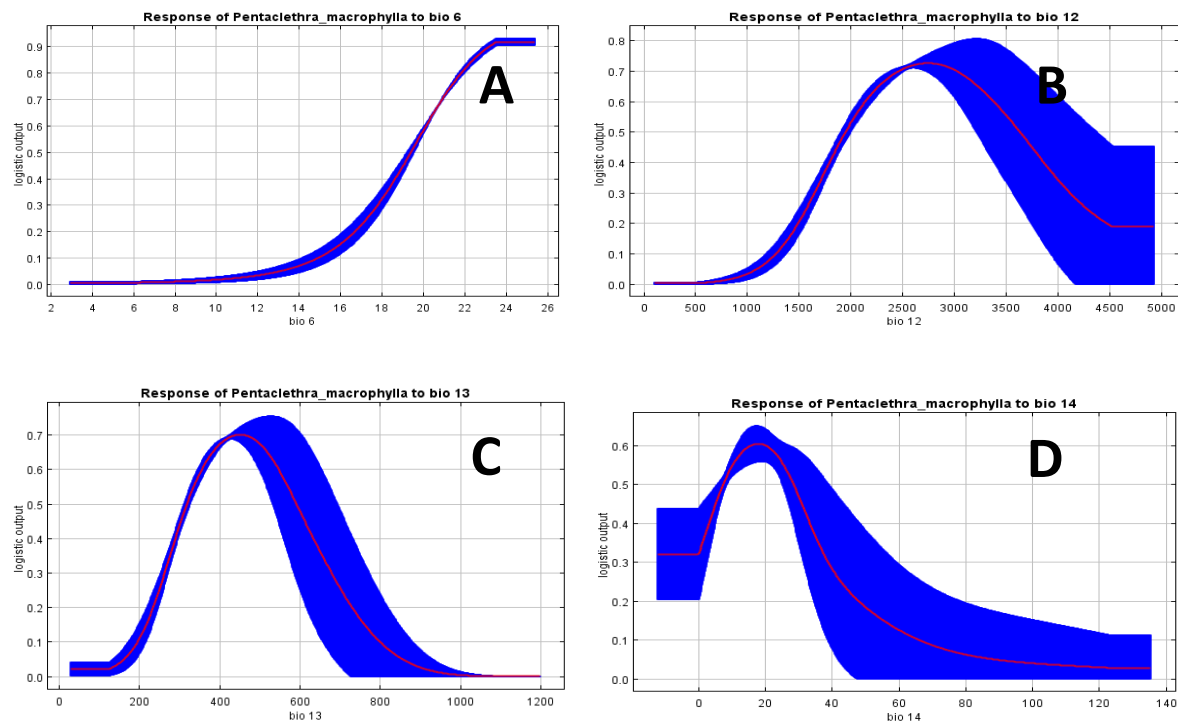 Response of Pentaclethra_macrophylla to bio 6
A
logistic output
0.9
0.8
0.7
0.6
0.5
0.4
0.3
0.2
0.1
0.0
2 4 6 8 10 12 14 16 18 20 22 24 26
bio 6
Response of Pentaclethra_macrophylla to bio 12
B
logistic output
0.8
0.7
0.6
0.5
0.4
0.3
0.2
0.1
0.0
0 500 1000 1500 2000 2500 3000 3500 4000 4500 5000
bio 12
Response of Pentaclethra_macrophylla to bio 13
C
logistic output
0.7
0.6
0.5
0.4
0.3
0.2
0.1
0.0
0 200 400 600 800 1000 1200
bio 13
Response of Pentaclethra_macrophylla to bio 14
D
logistic output
0.6
0.5
0.4
0.3
0.2
0.1
0.0
0 20 40 60 80 100 120 140
bio 14